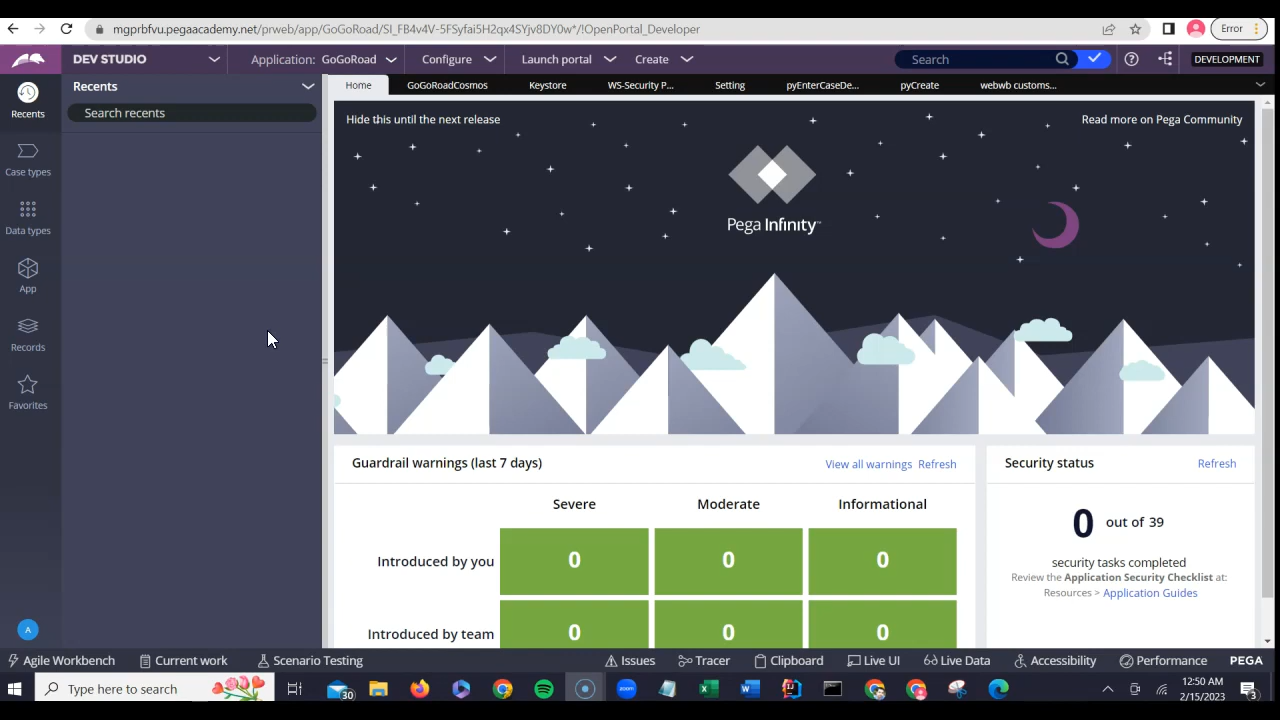 mgprbfvu.pegaacademy.net/prweb/app/GoGoRoad/SI_FB4v4V-5FSyfai5H2qx4SYjv8DY0w*/!OpenPortal_Developer
Error
DEV STUDIO
Application: GoGoRoad
Configure
Launch portal
Create
Search
DEVELOPMENT
Recents
Search recents
Recents
Case types
Data types
App
Records
Favorites
A
Home
GoGoRoadCosmos
Keystore
WS-Security P...
Setting
pyEnterCaseDe...
pyCreate
webwb customs...
Hide this until the next release
Read more on Pega Community
Pega Infinity™
Guardrail warnings (last 7 days)
View all warnings Refresh
Severe Moderate Informational
Introduced by you 0 0 0
Introduced by team 0 0 0
Security status
Refresh
0 out of 39
security tasks completed
Review the Application Security Checklist at:
Resources > Application Guides
Agile Workbench
Current work
Scenario Testing
Issues
Tracer
Clipboard
Live UI
Live Data
Accessibility
Performance
PEGA
Type here to search
30
zoom
12:50 AM
2/15/2023
3